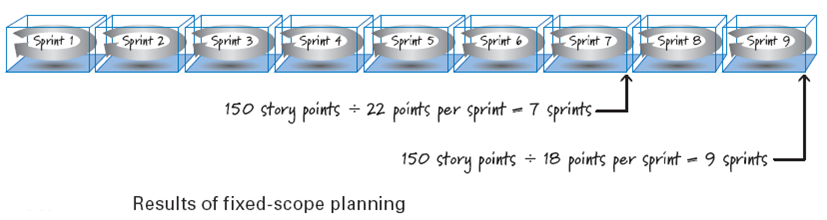 Sprint 1 Sprint 2 Sprint 3 Sprint 4 Sprint 5 Sprint 6 Sprint 7 Sprint 8 Sprint 9
150 story points ÷ 22 points per sprint = 7 sprints
150 story points ÷ 18 points per sprint = 9 sprints
Results of fixed-scope planning